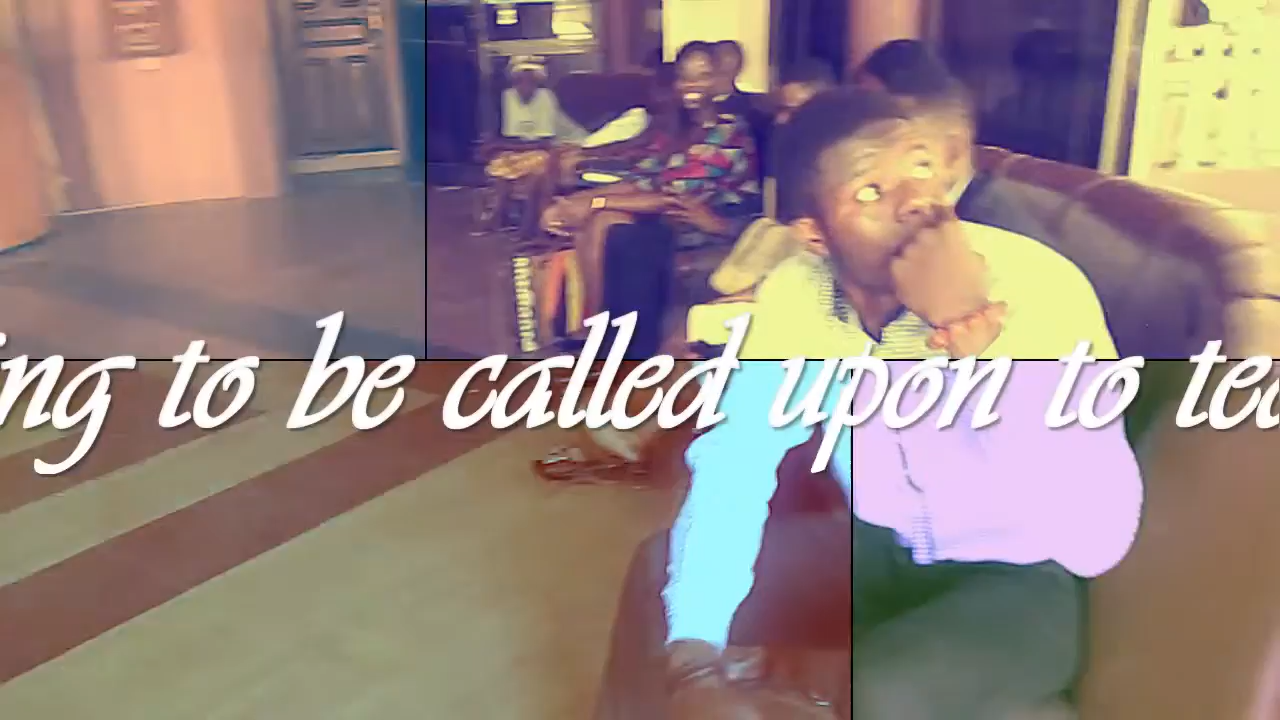 ing to be called upon to tea